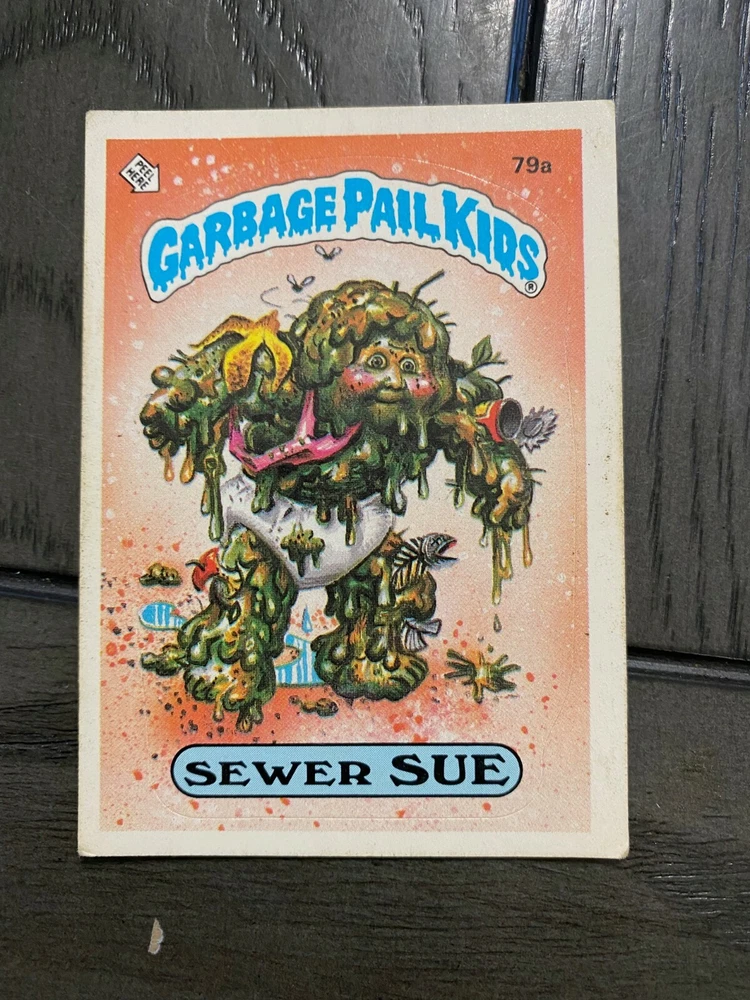 PEEL
HERE
79a
GARBAGE PAIL KIDS
®
SEWER SUE